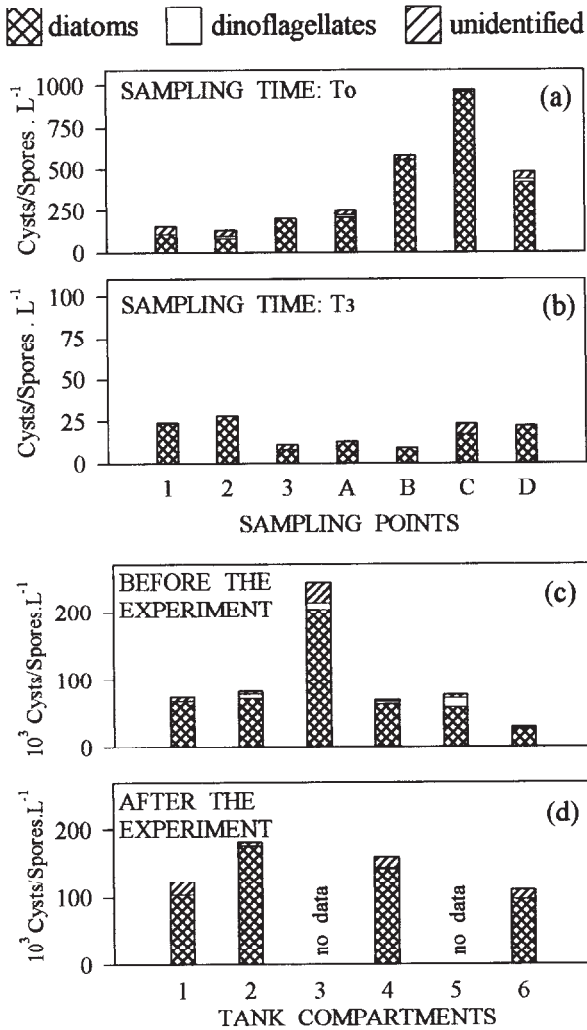 diatoms dinoflagellates unidentified
SAMPLING TIME: T0 (a)
1000
750
500
250
0
Cysts/Spores . L-1
SAMPLING TIME: T3 (b)
100
75
50
25
0
Cysts/Spores . L-1
1 2 3 A B C D
SAMPLING POINTS
BEFORE THE (c)
EXPERIMENT
200
100
0
103 Cysts/Spores.L-1
AFTER THE (d)
EXPERIMENT
200
100
0
103 Cysts/Spores.L-1
no data no data
1 2 3 4 5 6
TANK COMPARTMENTS